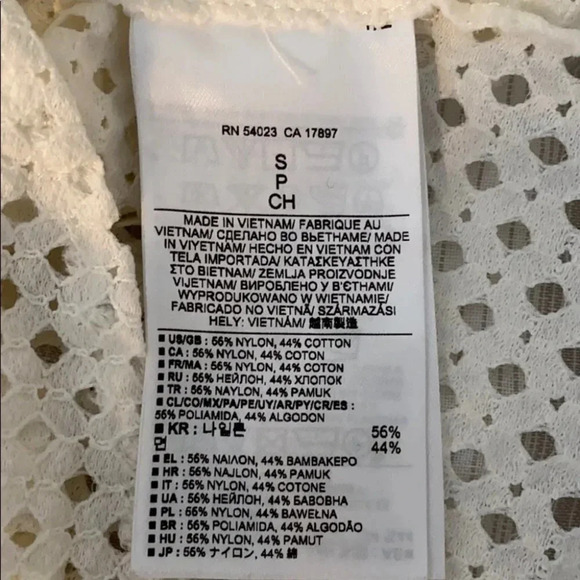 RN 54023 CA 17897
S
P
CH
MADE IN VIETNAM/ FABRIQUE AU
VIETNAM/ СДЕЛАНО ВО ВЬЕТНАМЕ/ MADE
IN VIYETNAM/ HECHO EN VIETNAM CON
TELA IMPORTADA/ ΚΑΤΑΣΚΕΥΑΣΤΗΚΕ
ΣΤΟ ΒΙΕΤΝΑΜ/ ZEMLJA PROIZVODNJE
VIJETNAM/ ВИРОБЛЕНО У В'ЄТНАМІ/
WYPRODUKOWANO W WIETNAMIE/
FABRICADO NO VIETNÃ/ SZÁRMAZÁSI
HELY: VIETNÁM/ 越南製造
■ US/GB : 56% NYLON, 44% COTTON
■ CA : 56% NYLON, 44% COTON
■ FR/MA : 56% NYLON, 44% COTON
■ RU : 56% НЕЙЛОН, 44% ХЛОПОК
■ TR : 56% NAYLON, 44% PAMUK
■ CL/CO/MX/PA/PE/UY/AR/PY/CR/ES :
56% POLIAMIDA, 44% ALGODON
■ KR : 나일론 56%
면 44%
■ EL : 56% ΝΑΙΛΟΝ, 44% ΒΑΜΒΑΚΕΡΟ
■ HR : 56% NAJLON, 44% PAMUK
■ IT : 56% NYLON, 44% COTONE
■ UA : 56% НЕЙЛОН, 44% БАВОВНА
■ PL : 56% NYLON, 44% BAWEŁNA
■ BR : 56% POLIAMIDA, 44% ALGODÃO
■ HU : 56% NYLON, 44% PAMUT
■ JP : 56% ナイロン, 44% 綿